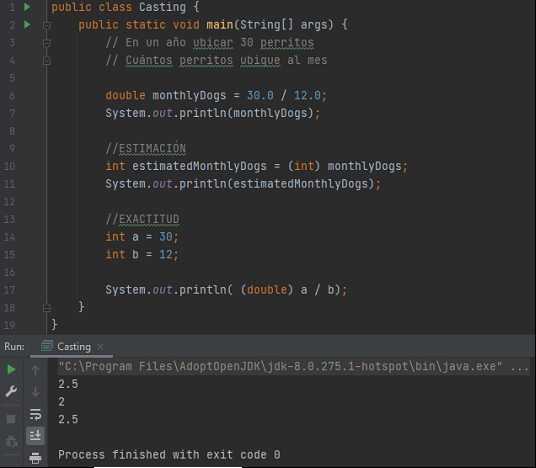 1 public class Casting {
2 public static void main(String[] args) {
3 // En un año ubicar 30 perritos
4 // Cuántos perritos ubique al mes
5
6 double monthlyDogs = 30.0 / 12.0;
7 System.out.println(monthlyDogs);
8
9 //ESTIMACIÓN
10 int estimatedMonthlyDogs = (int) monthlyDogs;
11 System.out.println(estimatedMonthlyDogs);
12
13 //EXACTITUD
14 int a = 30;
15 int b = 12;
16
17 System.out.println( (double) a / b);
18 }
19 }
Run: Casting ×
"C:\Program Files\AdoptOpenJDK\jdk-8.0.275.1-hotspot\bin\java.exe" ...
2.5
2
2.5
Process finished with exit code 0